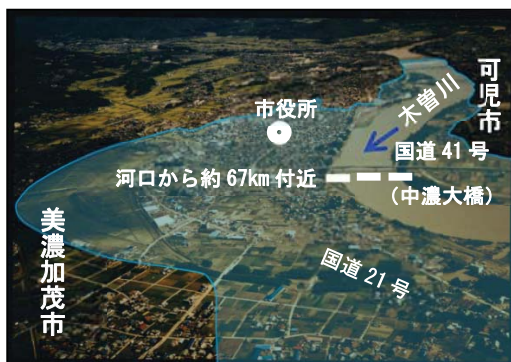 可児市
木曽川
市役所
国道41号
河口から約67km付近
(中濃大橋)
美濃加茂市
国道21号